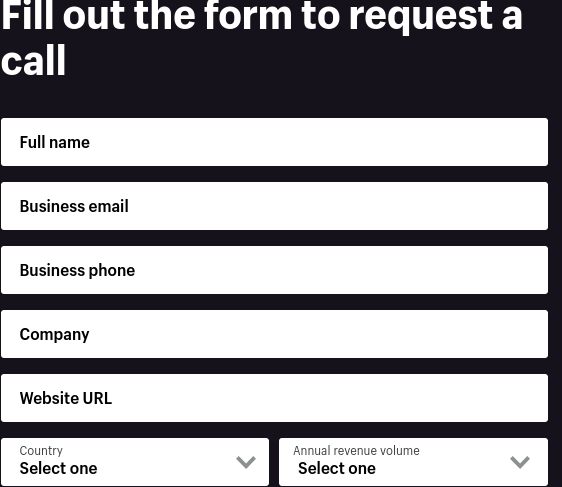 Fill out the form to request a
call
Full name
Business email
Business phone
Company
Website URL
Country
Select one
Annual revenue volume
Select one